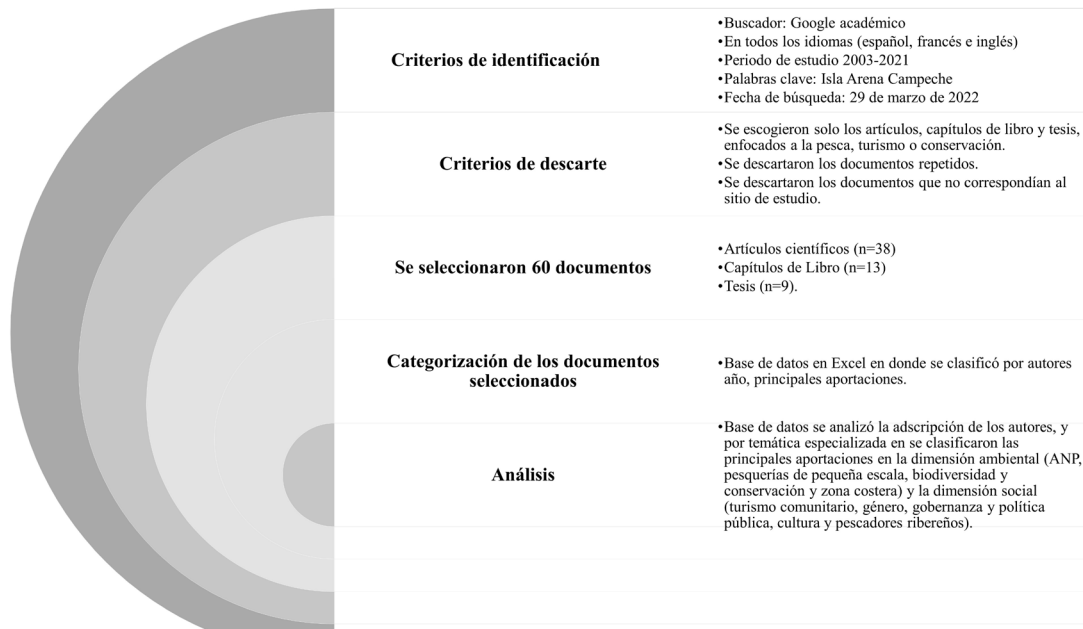 Criterios de identificación
•Buscador: Google académico
•En todos los idiomas (español, francés e inglés)
•Periodo de estudio 2003-2021
•Palabras clave: Isla Arena Campeche
•Fecha de búsqueda: 29 de marzo de 2022
Criterios de descarte
•Se escogieron solo los artículos, capítulos de libro y tesis,
enfocados a la pesca, turismo o conservación.
•Se descartaron los documentos repetidos.
•Se descartaron los documentos que no correspondían al
sitio de estudio.
Se seleccionaron 60 documentos
•Artículos científicos (n=38)
•Capítulos de Libro (n=13)
•Tesis (n=9).
Categorización de los documentos
seleccionados
•Base de datos en Excel en donde se clasificó por autores
año, principales aportaciones.
Análisis
•Base de datos se analizó la adscripción de los autores, y
por temática especializada en se clasificaron las
principales aportaciones en la dimensión ambiental (ANP,
pesquerías de pequeña escala, biodiversidad y
conservación y zona costera) y la dimensión social
(turismo comunitario, género, gobernanza y política
pública, cultura y pescadores ribereños).